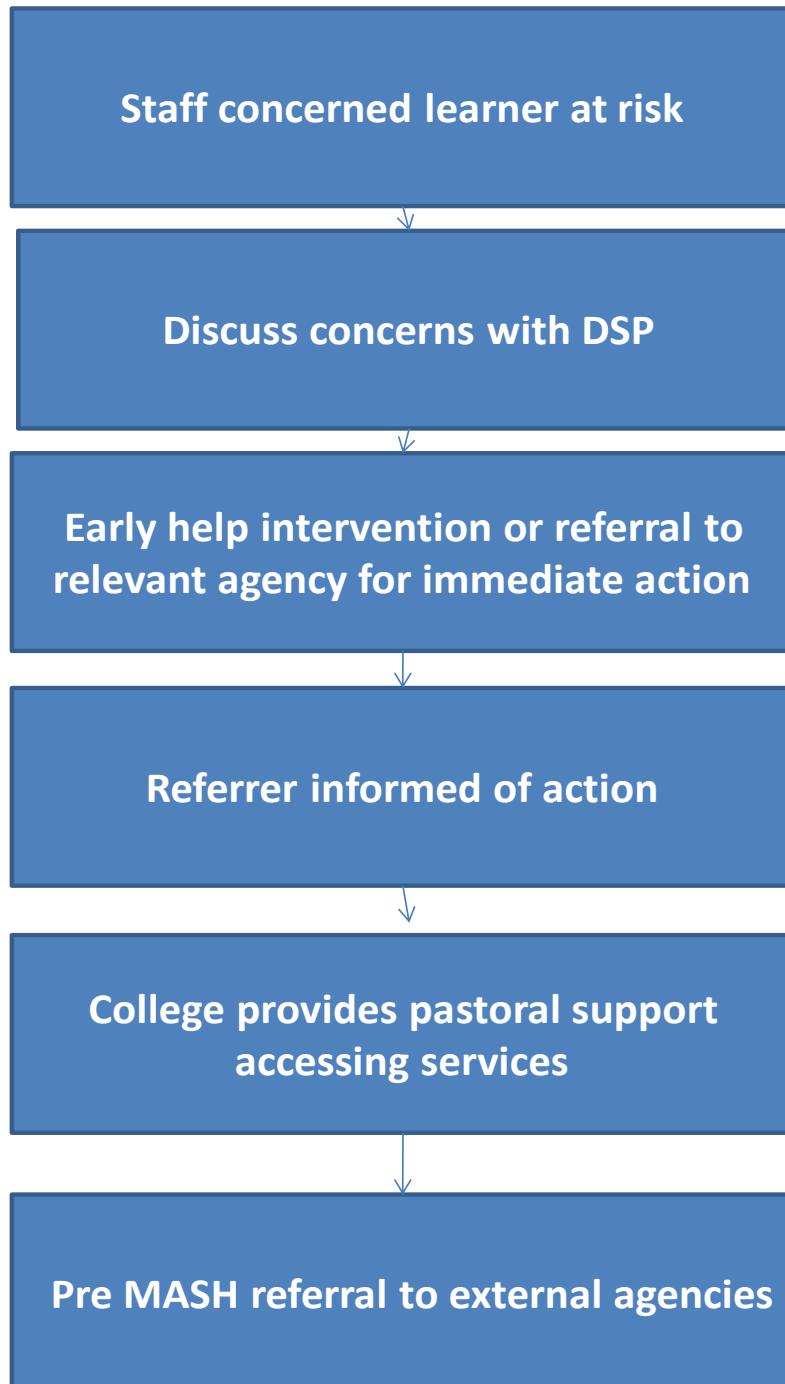 Staff concerned learner at risk
Discuss concerns with DSP
Early help intervention or referral to
relevant agency for immediate action
Referrer informed of action
College provides pastoral support
accessing services
Pre MASH referral to external agencies